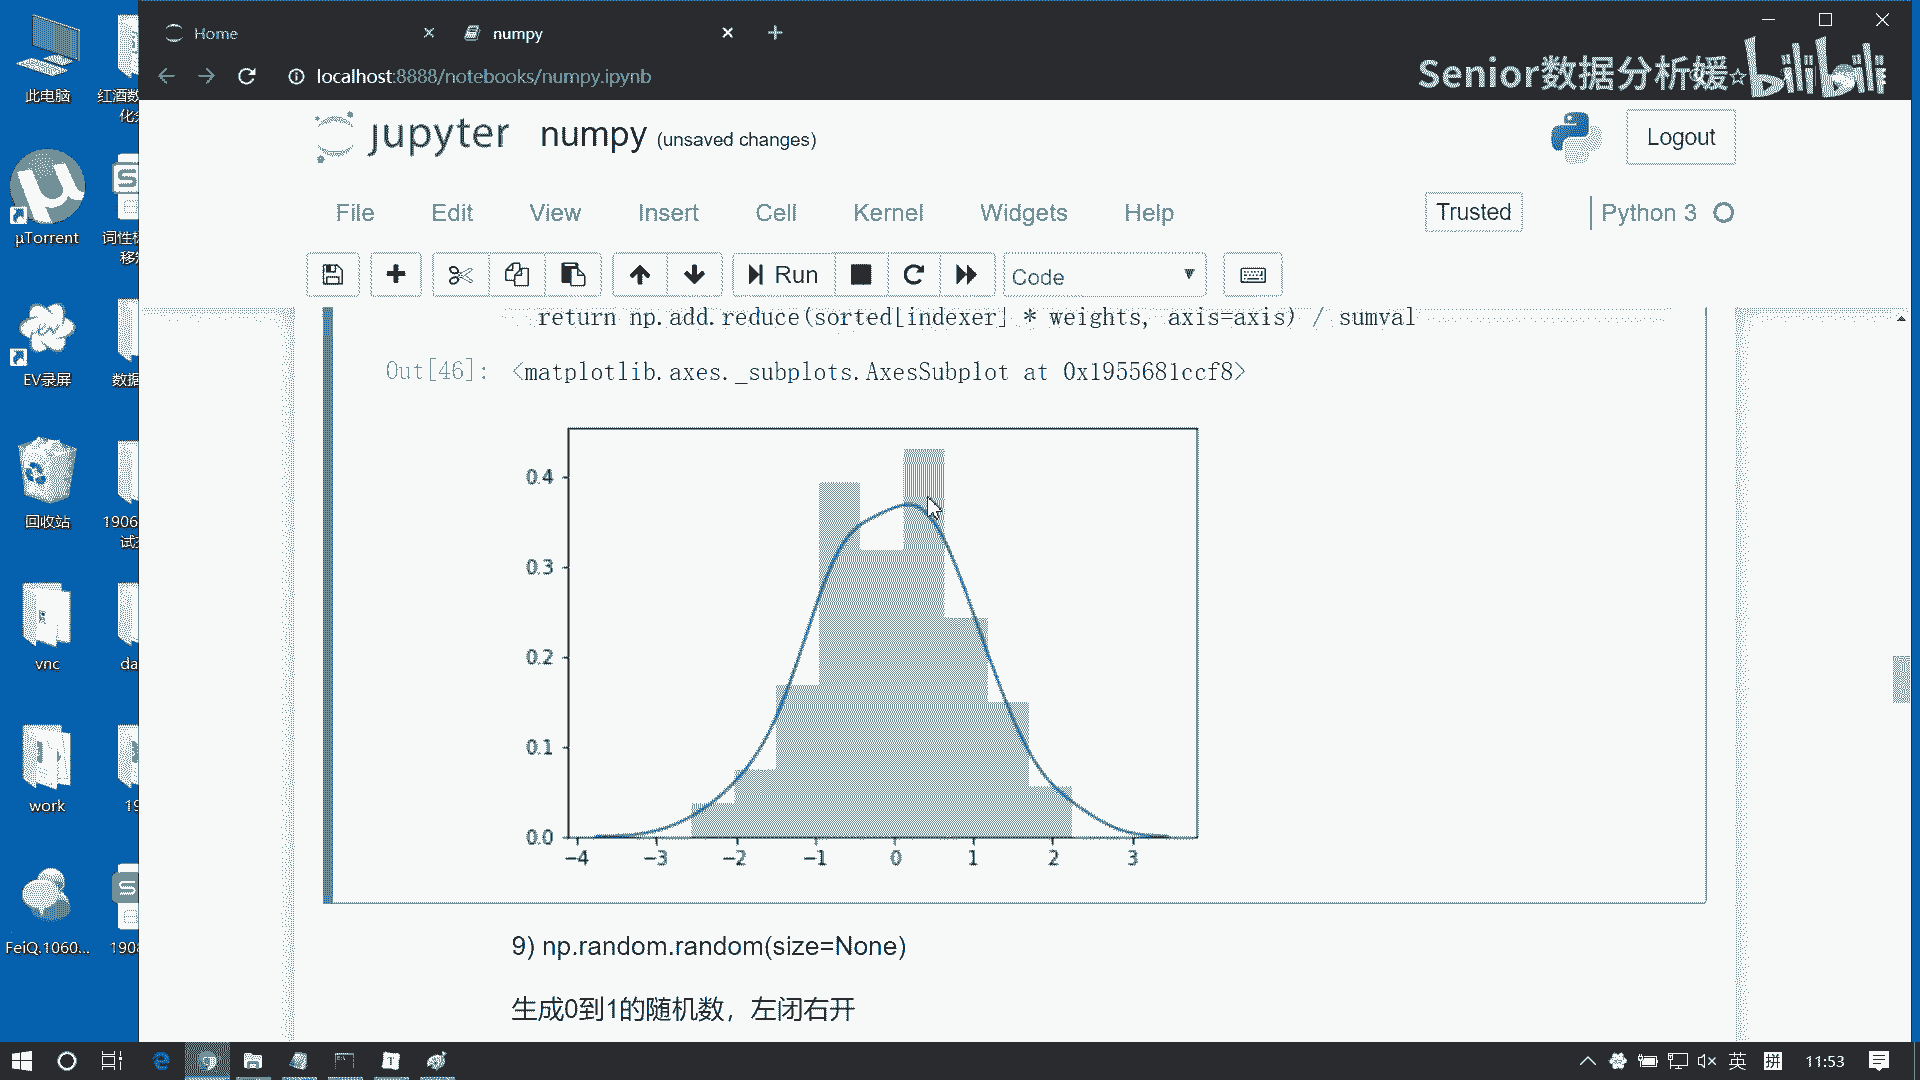 Home
numpy
localhost:8888/notebooks/numpy.ipynb
Senior数据分析媛
bilibili
jupyter
numpy (unsaved changes)
Logout
File Edit View Insert Cell Kernel Widgets Help
Trusted
Python 3
Run
Code
return np.add.reduce(sorted[indexer] * weights, axis=axis) / sumval
Out[46]: <matplotlib.axes._subplots.AxesSubplot at 0x1955681ccf8>
0.4
0.3
0.2
0.1
0.0
−4 −3 −2 −1 0 1 2 3
9) np.random.random(size=None)
生成0到1的随机数，左闭右开
此电脑
红酒数
化分
µTorrent
词性
移
EV录屏
数据
回收站
1906
试
vnc
da
work
19
FeiQ.1060...
1908
英
拼
11:53